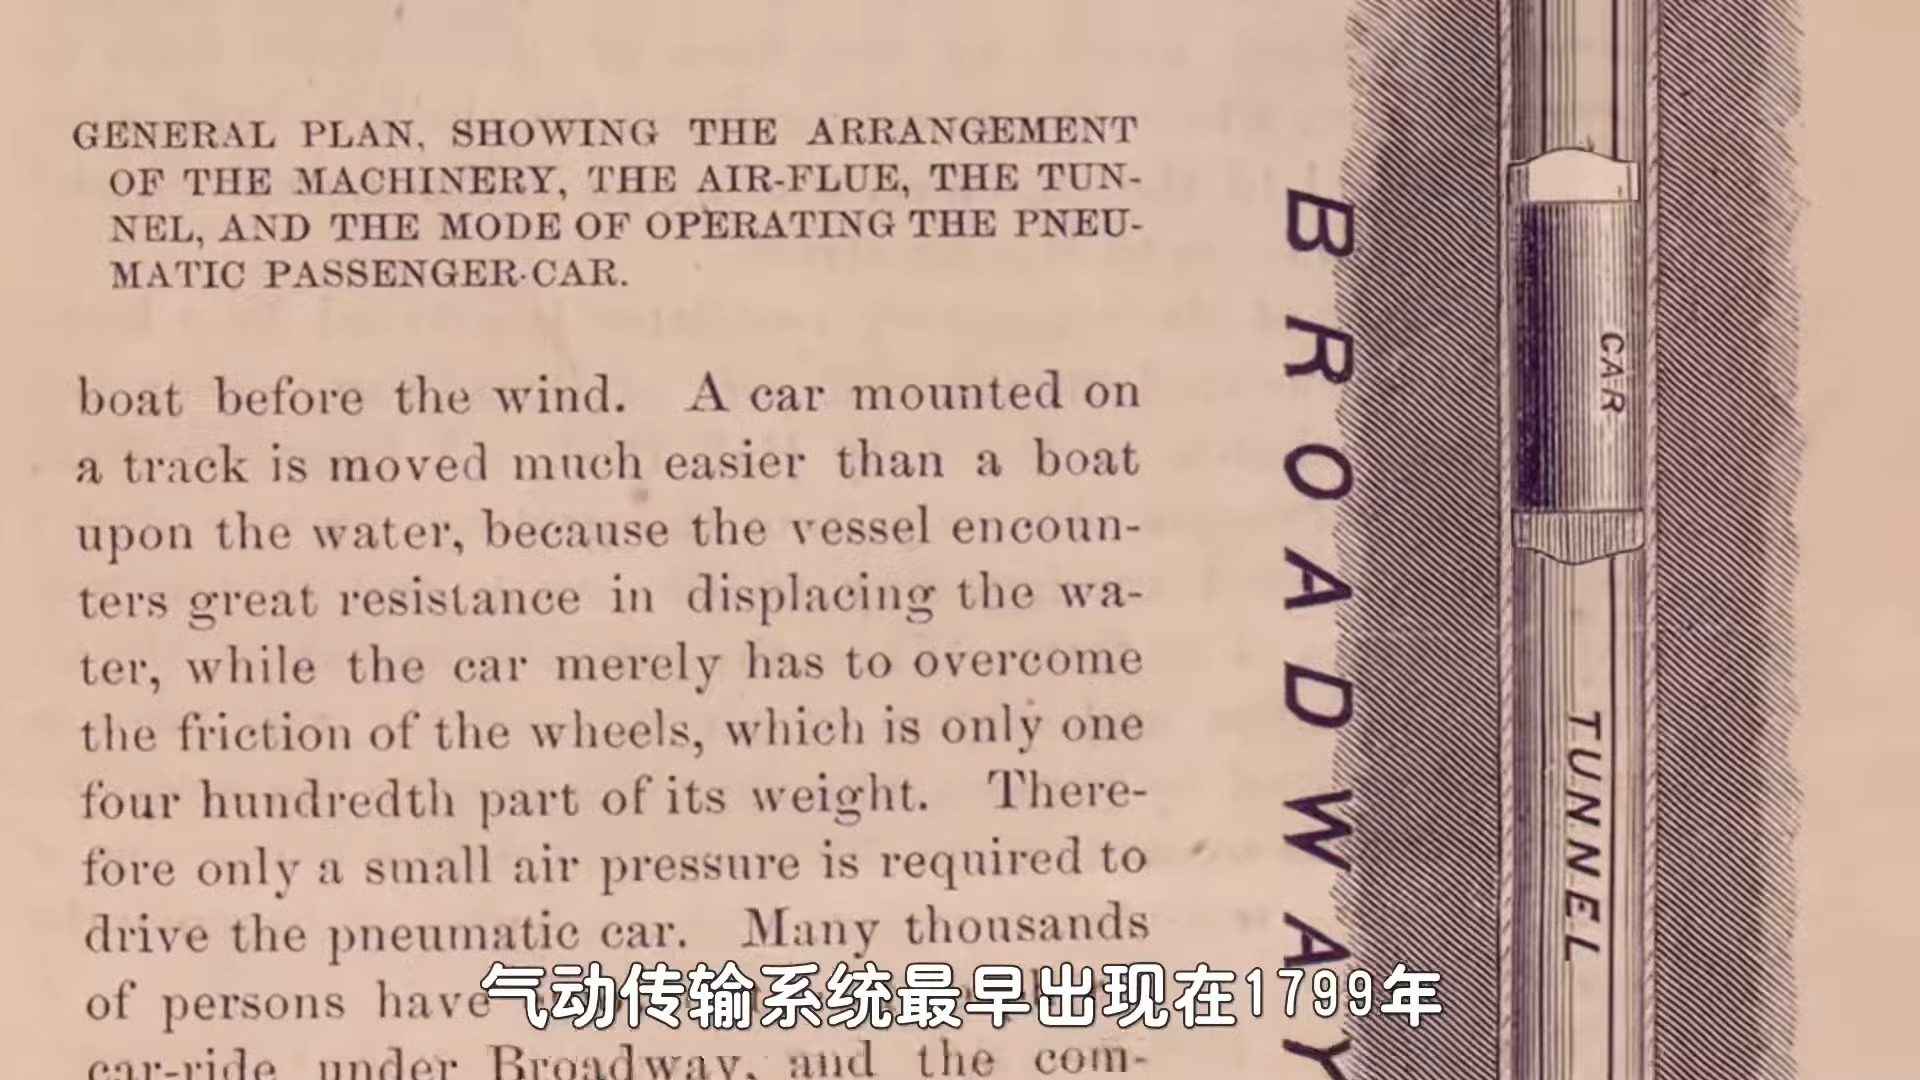 GENERAL PLAN, SHOWING THE ARRANGEMENT
OF THE MACHINERY, THE AIR-FLUE, THE TUN-
NEL, AND THE MODE OF OPERATING THE PNEU-
MATIC PASSENGER-CAR.
boat before the wind. A car mounted on
a track is moved much easier than a boat
upon the water, because the vessel encoun-
ters great resistance in displacing the wa-
ter, while the car merely has to overcome
the friction of the wheels, which is only one
four hundredth part of its weight. There-
fore only a small air pressure is required to
drive the pneumatic car. Many thousands
of persons have
car-ride under Broadway, and the com-
BROADWAY
CAR
TUNNEL
气动传输系统最早出现在1799年